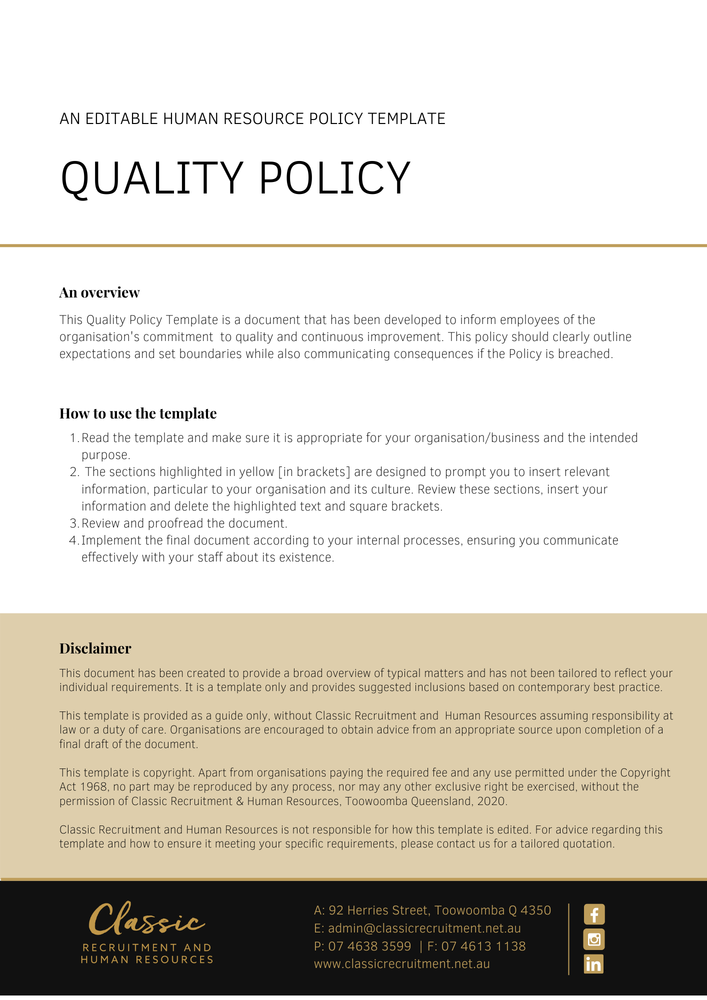 AN EDITABLE HUMAN RESOURCE POLICY TEMPLATE
QUALITY POLICY
An overview
This Quality Policy Template is a document that has been developed to inform employees of the
organisation's commitment  to quality and continuous improvement. This policy should clearly outline
expectations and set boundaries while also communicating consequences if the Policy is breached.
How to use the template
1. Read the template and make sure it is appropriate for your organisation/business and the intended
purpose.
2.  The sections highlighted in yellow [in brackets] are designed to prompt you to insert relevant
information, particular to your organisation and its culture. Review these sections, insert your
information and delete the highlighted text and square brackets.
3. Review and proofread the document.
4. Implement the final document according to your internal processes, ensuring you communicate
effectively with your staff about its existence.
Disclaimer
This document has been created to provide a broad overview of typical matters and has not been tailored to reflect your
individual requirements. It is a template only and provides suggested inclusions based on contemporary best practice.
This template is provided as a guide only, without Classic Recruitment and  Human Resources assuming responsibility at
law or a duty of care. Organisations are encouraged to obtain advice from an appropriate source upon completion of a
final draft of the document.
This template is copyright. Apart from organisations paying the required fee and any use permitted under the Copyright
Act 1968, no part may be reproduced by any process, nor may any other exclusive right be exercised, without the
permission of Classic Recruitment & Human Resources, Toowoomba Queensland, 2020.
Classic Recruitment and Human Resources is not responsible for how this template is edited. For advice regarding this
template and how to ensure it meeting your specific requirements, please contact us for a tailored quotation.
Classic
RECRUITMENT AND
HUMAN RESOURCES
A: 92 Herries Street, Toowoomba Q 4350
E: admin@classicrecruitment.net.au
P: 07 4638 3599  | F: 07 4613 1138
www.classicrecruitment.net.au